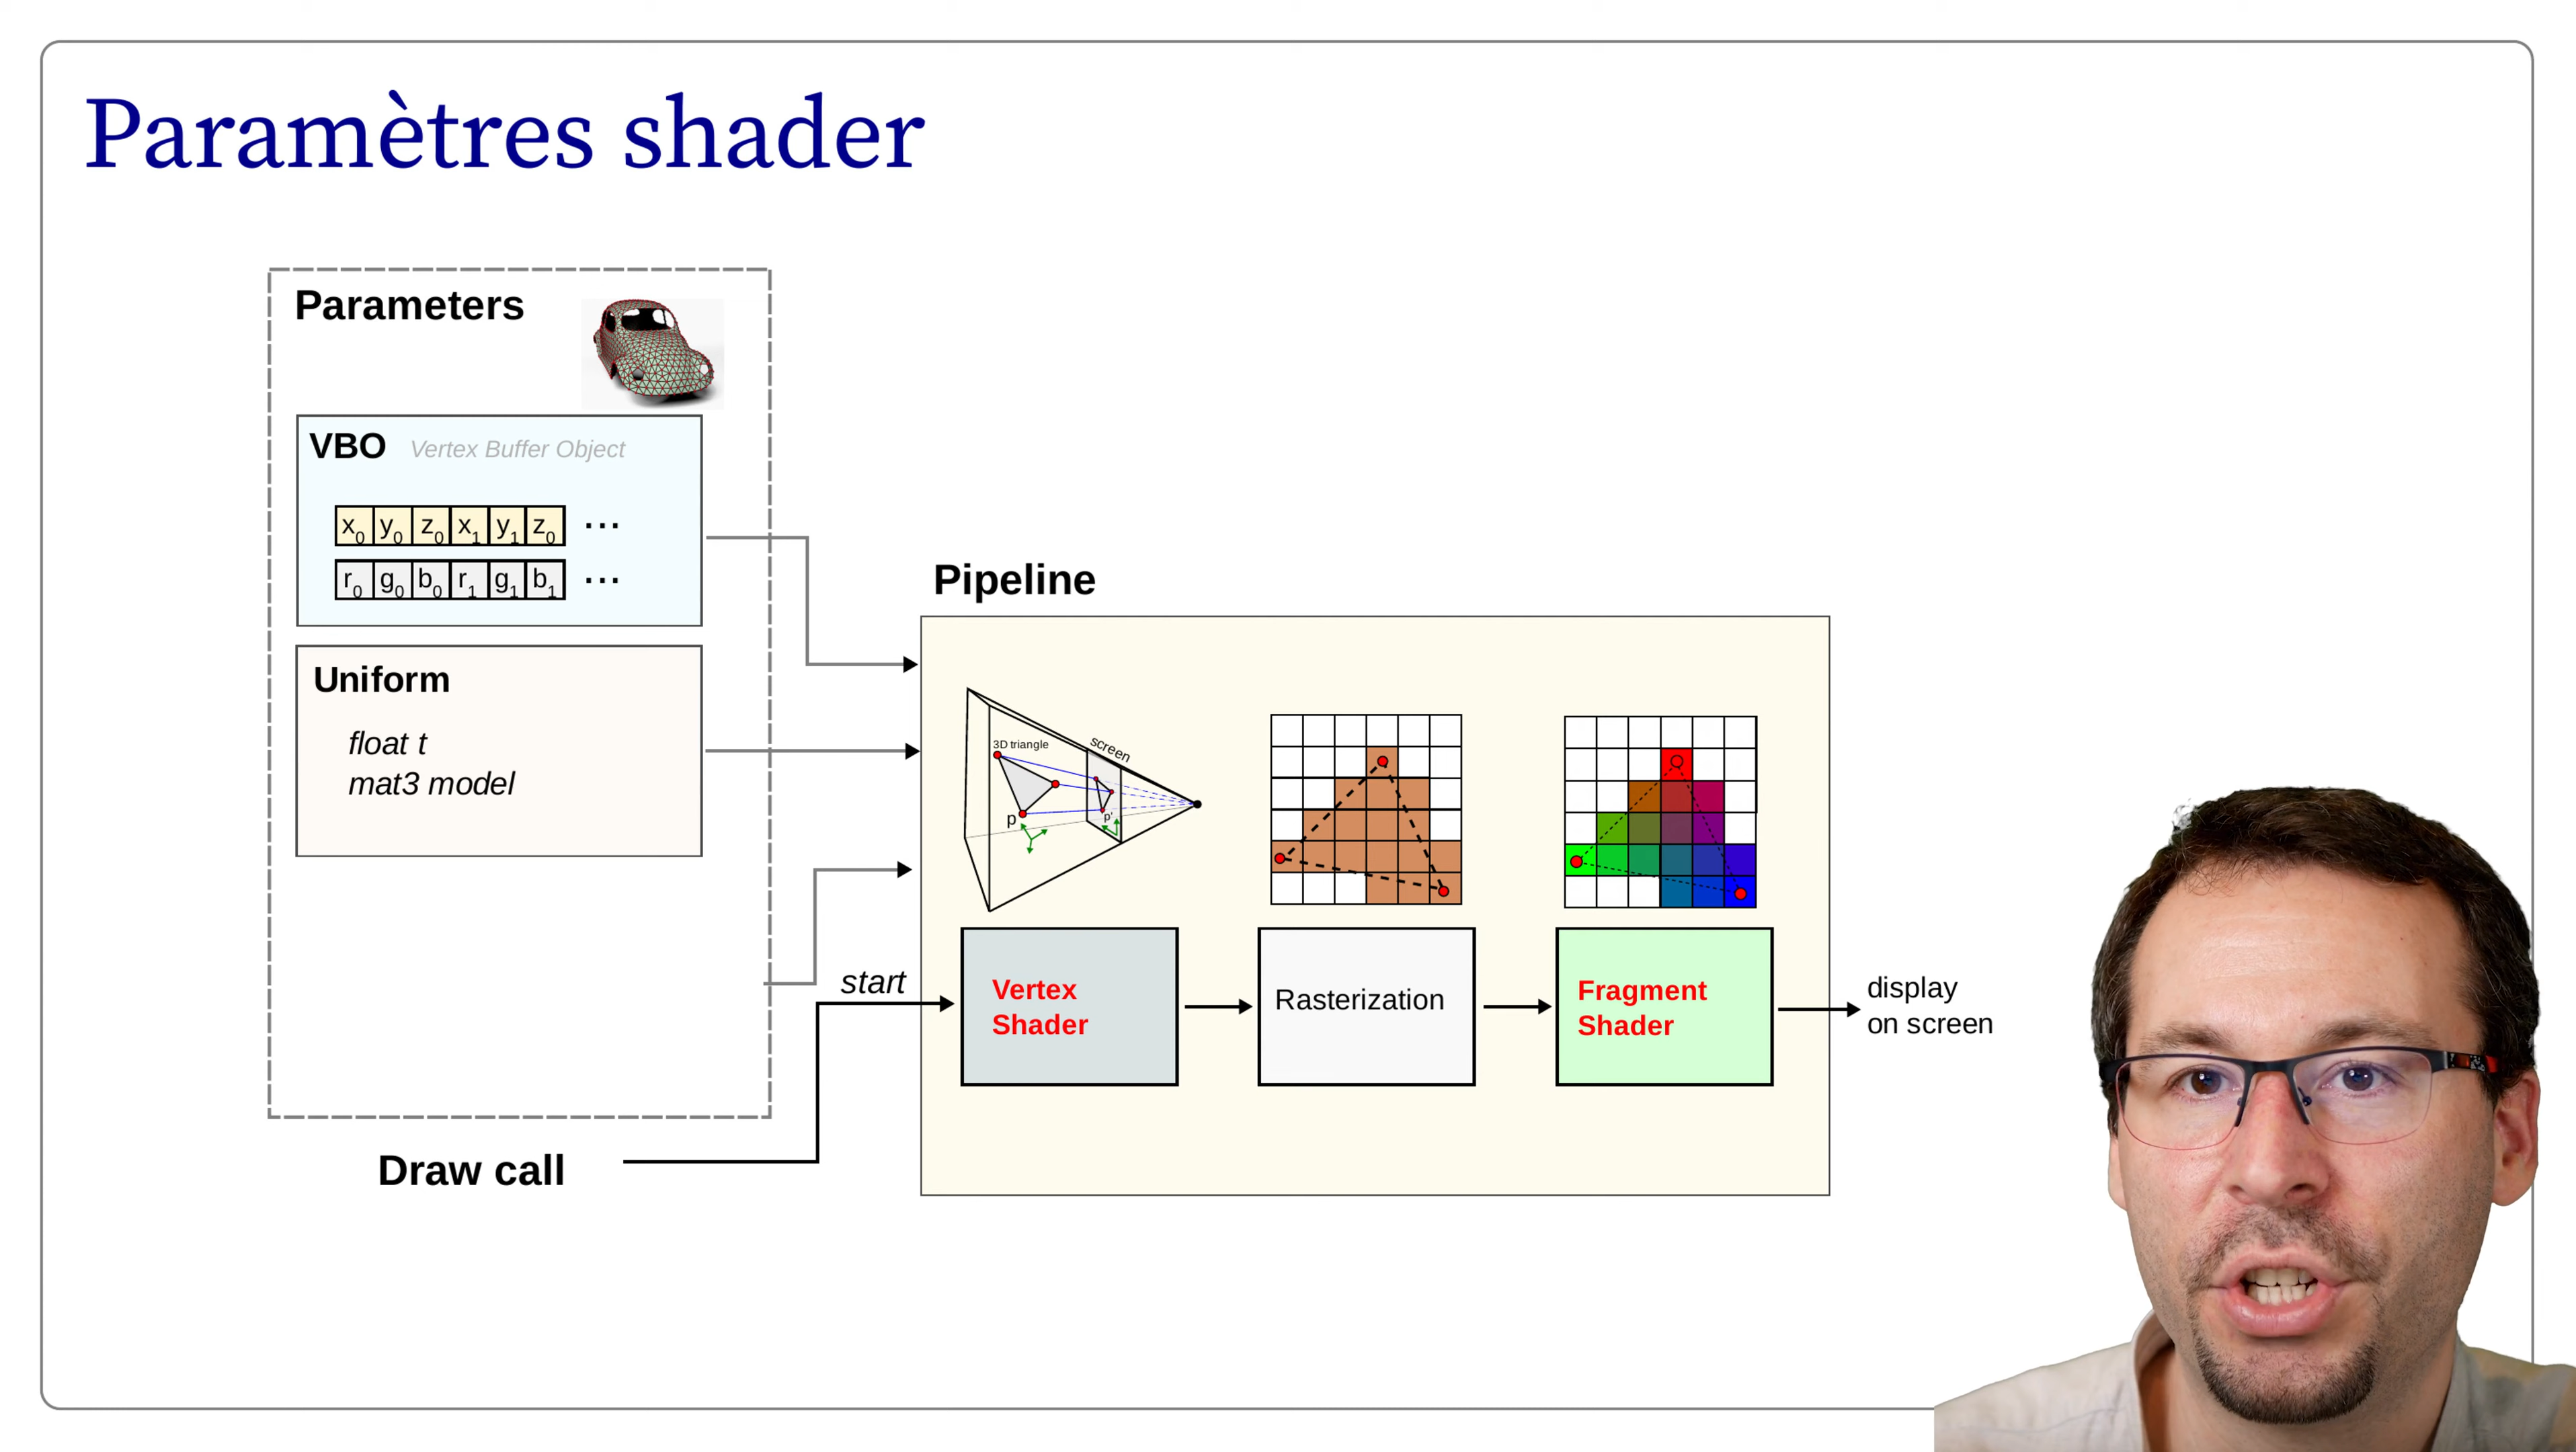 Paramètres shader
Parameters
VBO Vertex Buffer Object
x0 y0 z0 x1 y1 z0 ...
r0 g0 b0 r1 g1 b1 ...
Uniform
float t
mat3 model
Draw call
start
Pipeline
3D triangle
screen
p
p'
Vertex
Shader
Rasterization
Fragment
Shader
display
on screen